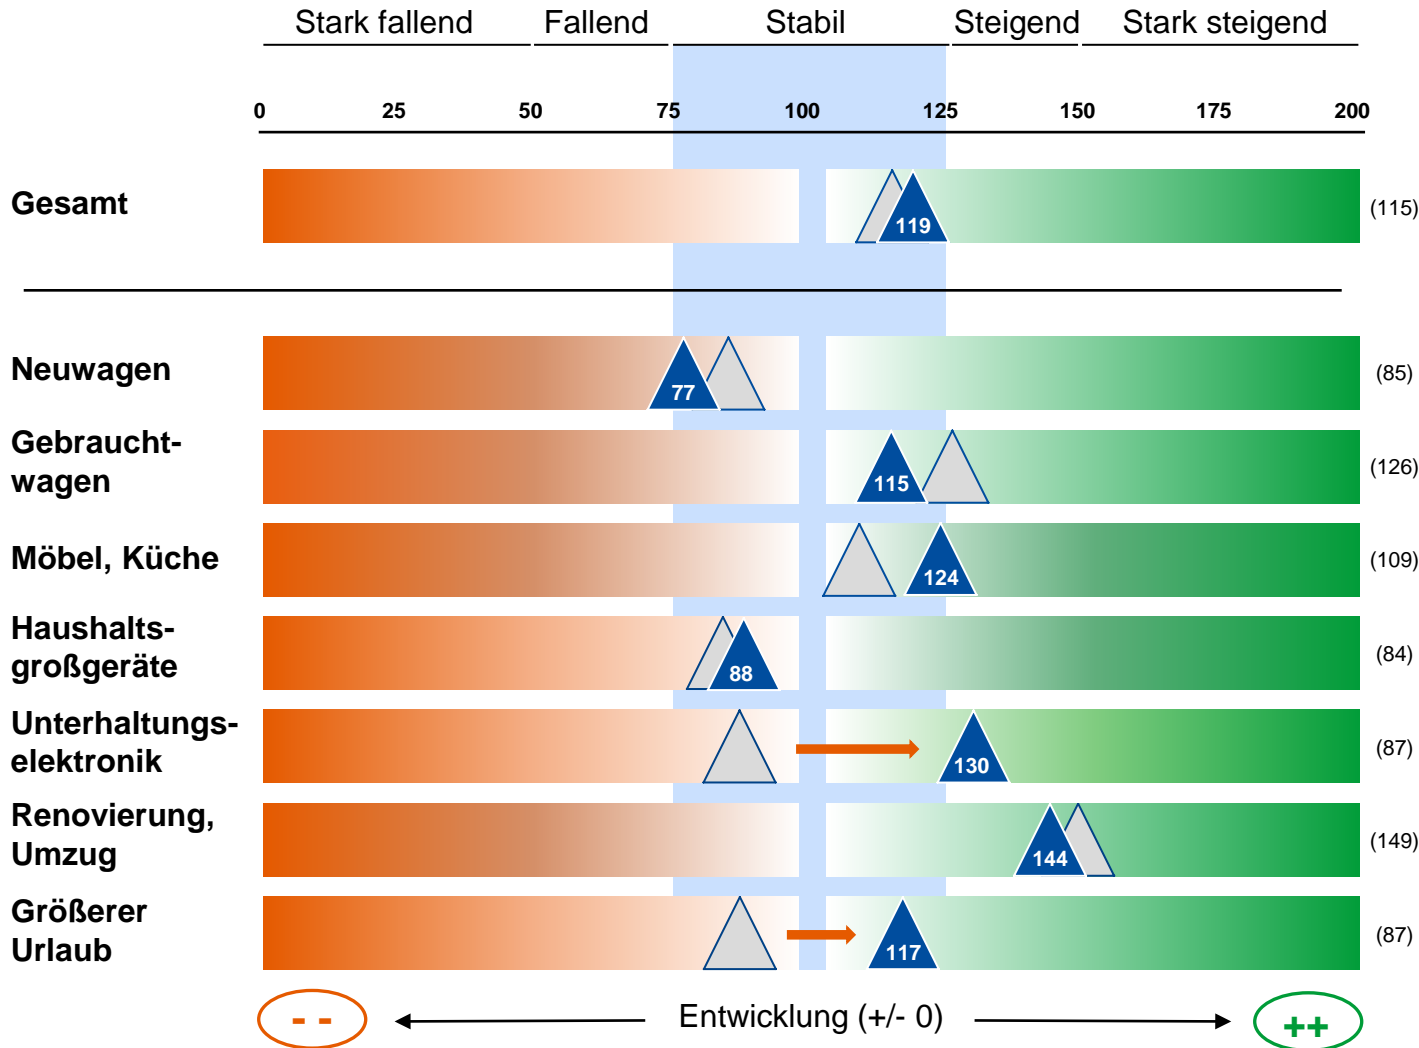 Stark fallend Fallend Stabil Steigend Stark steigend
0 25 50 75 100 125 150 175 200
Gesamt 119 (115)
Neuwagen 77 (85)
Gebraucht-
wagen 115 (126)
Möbel, Küche 124 (109)
Haushalts-
großgeräte 88 (84)
Unterhaltungs-
elektronik 130 (87)
Renovierung,
Umzug 144 (149)
Größerer
Urlaub 117 (87)
- - Entwicklung (+/- 0) ++